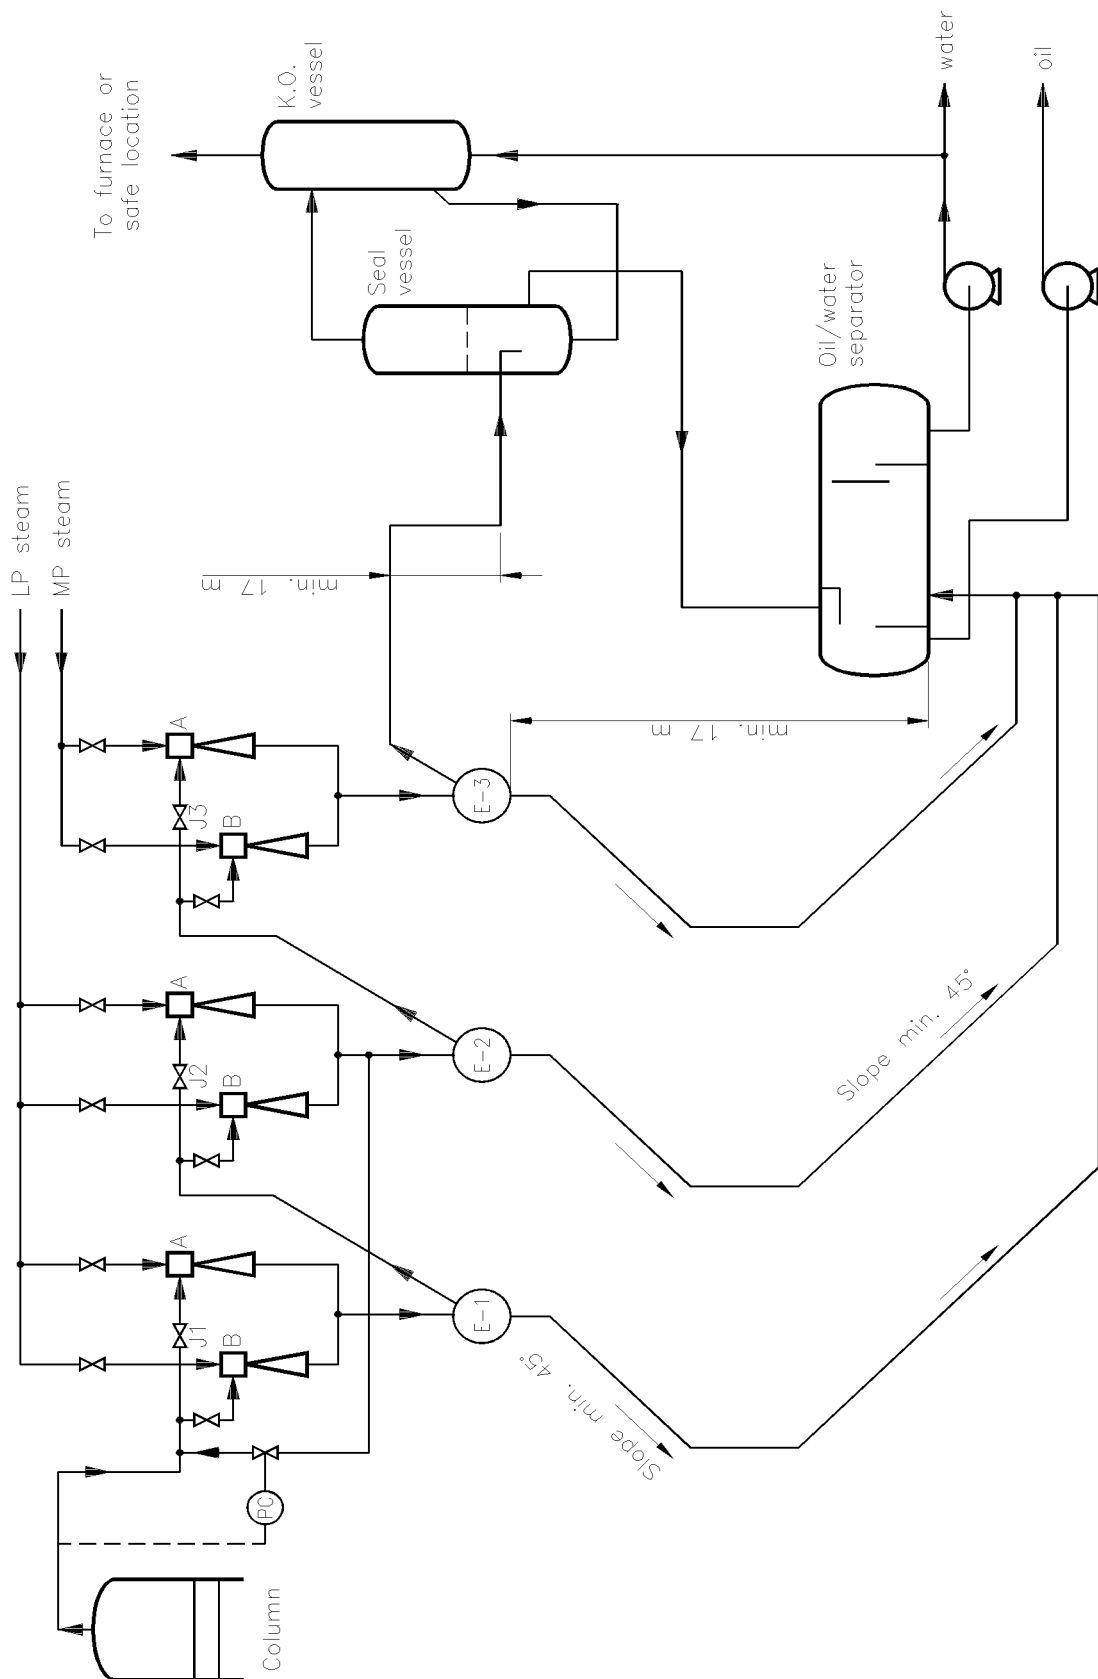 LP steam
MP steam
To furnace or
safe location
K.O.
vessel
Seal
vessel
water
oil
Oil/water
separator
min. 17 m
min. 17 m
A
J3
B
A
J2
B
A
J1
B
E-3
E-2
E-1
PC
Column
Slope min. 45°
Slope min. 45°